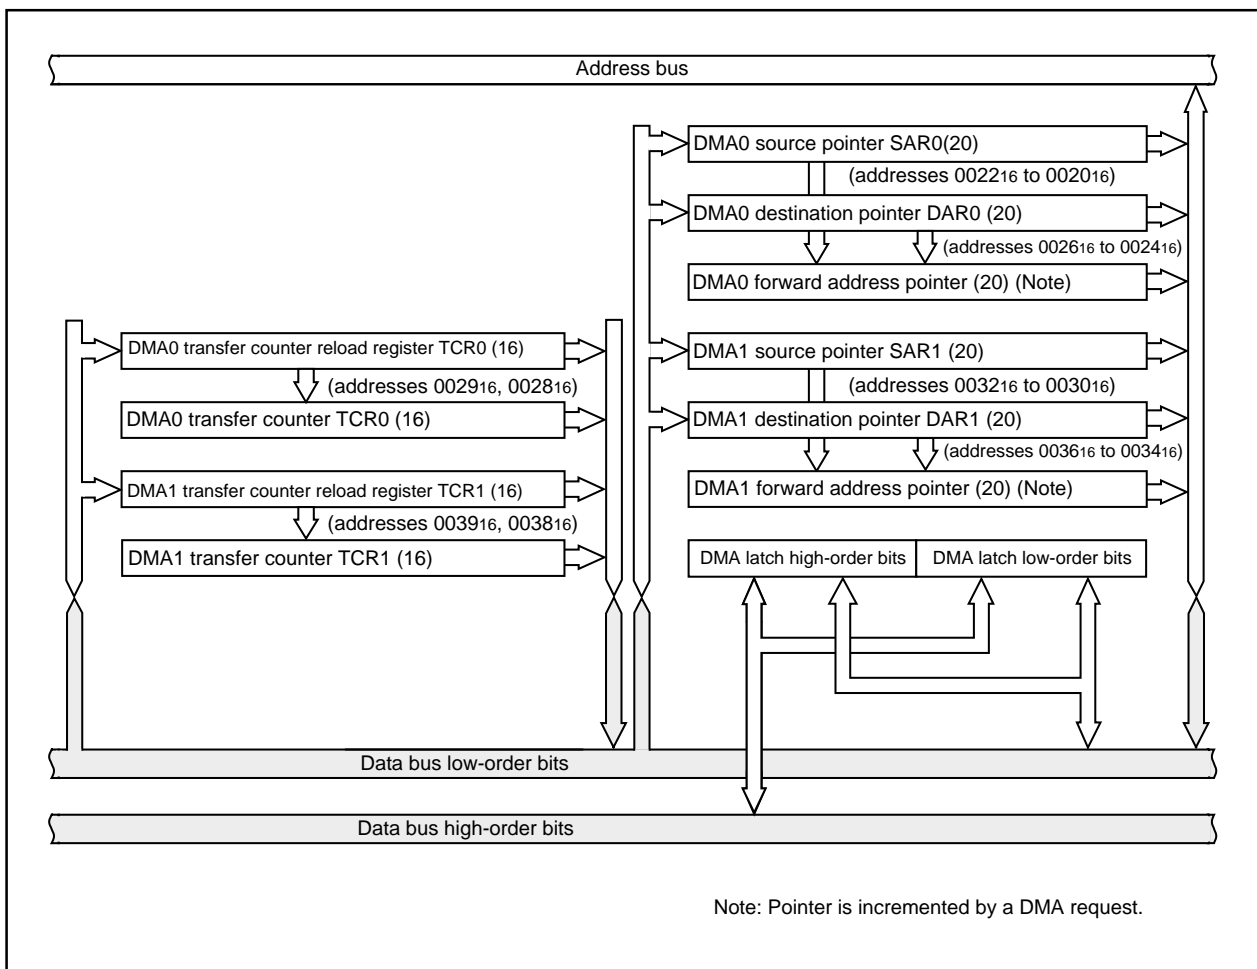 Address bus
DMA0 source pointer SAR0(20)
(addresses 002216 to 002016)
DMA0 destination pointer DAR0 (20)
(addresses 002616 to 002416)
DMA0 forward address pointer (20) (Note)
DMA0 transfer counter reload register TCR0 (16)
(addresses 002916, 002816)
DMA0 transfer counter TCR0 (16)
DMA1 transfer counter reload register TCR1 (16)
(addresses 003916, 003816)
DMA1 transfer counter TCR1 (16)
DMA1 source pointer SAR1 (20)
(addresses 003216 to 003016)
DMA1 destination pointer DAR1 (20)
(addresses 003616 to 003416)
DMA1 forward address pointer (20) (Note)
DMA latch high-order bits
DMA latch low-order bits
Data bus low-order bits
Data bus high-order bits
Note: Pointer is incremented by a DMA request.